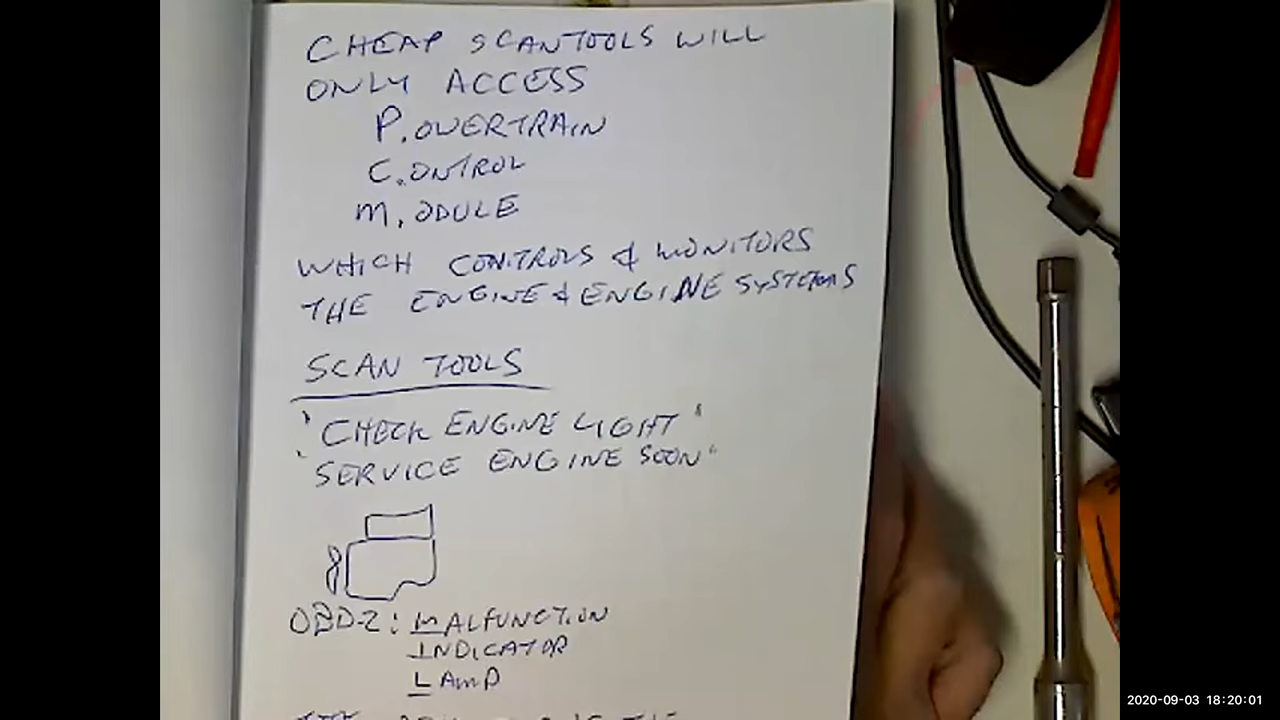 CHEAP SCANTOOLS WILL
ONLY ACCESS
P.OWERTRAIN
C.ONTROL
M.ODULE
WHICH CONTROLS & MONITORS
THE ENGINE & ENGINE SYSTEMS
SCAN TOOLS
"CHECK ENGINE LIGHT"
"SERVICE ENGINE SOON"
OBD-2: MALFUNCTION
INDICATOR
LAMP
2020-09-03 18:20:01